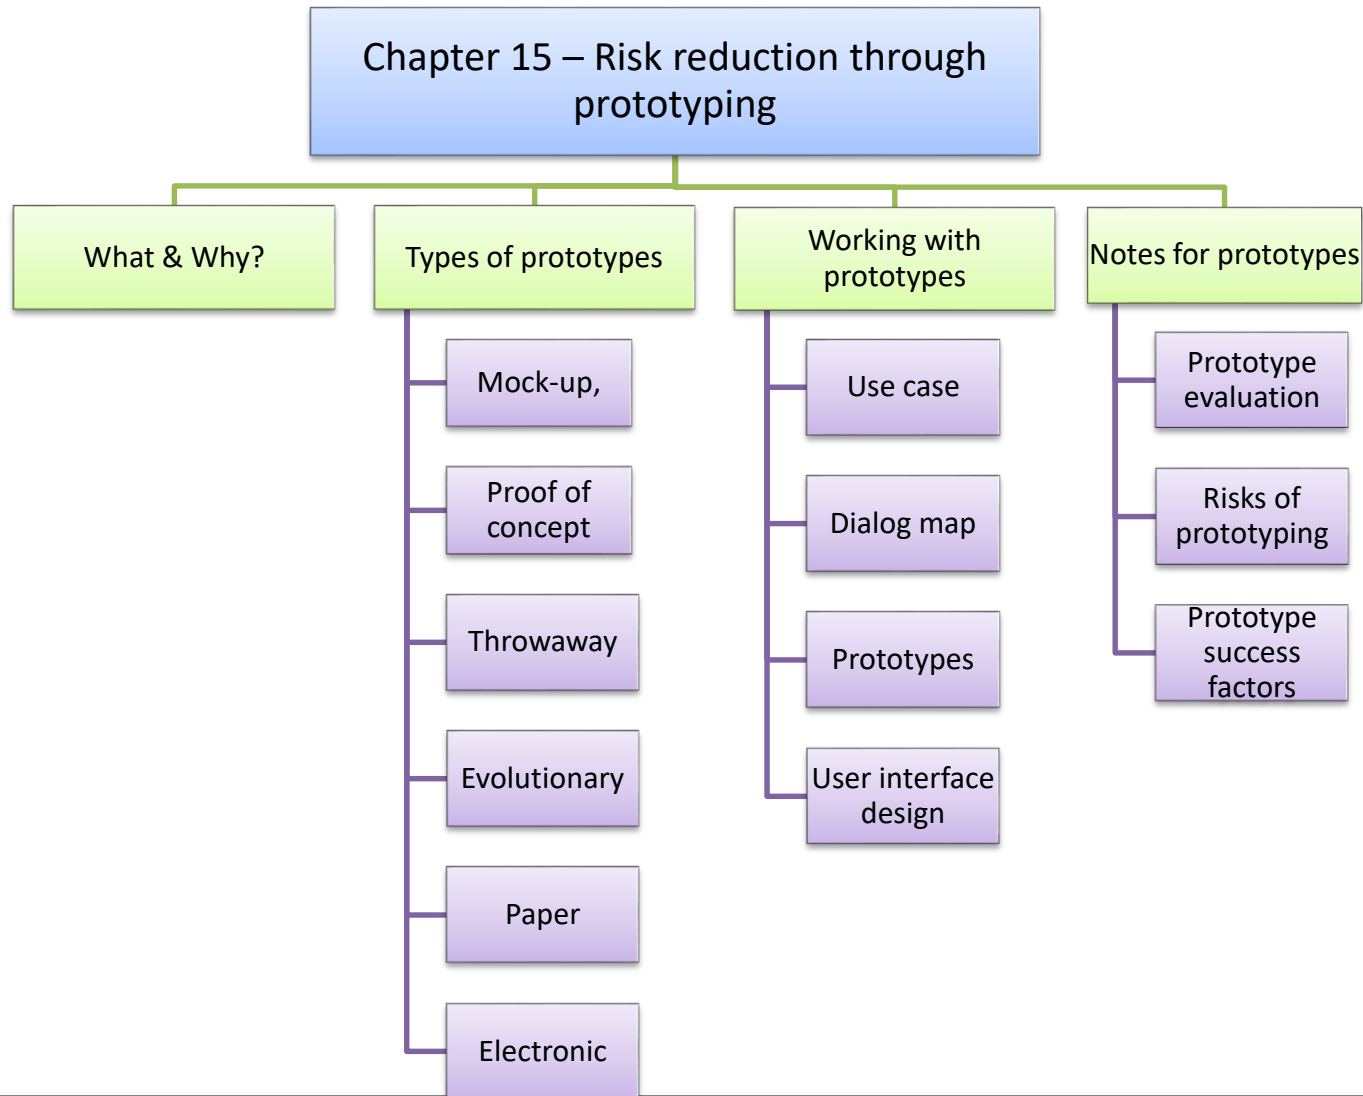 Chapter 15 – Risk reduction through
prototyping
What & Why?
Types of prototypes
Mock-up,
Proof of
concept
Throwaway
Evolutionary
Paper
Electronic
Working with
prototypes
Use case
Dialog map
Prototypes
User interface
design
Notes for prototypes
Prototype
evaluation
Risks of
prototyping
Prototype
success
factors